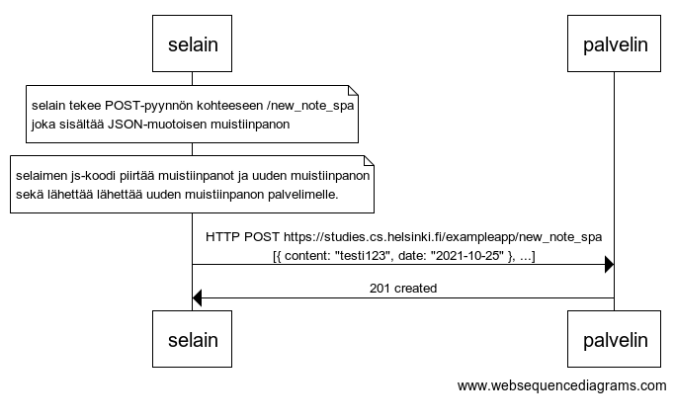 selain
palvelin
selain tekee POST-pyynnön kohteeseen /new_note_spa
joka sisältää JSON-muotoisen muistiinpanon
selaimen js-koodi piirtää muistiinpanot ja uuden muistiinpanon
sekä lähettää lähettää uuden muistiinpanon palvelimelle.
HTTP POST https://studies.cs.helsinki.fi/exampleapp/new_note_spa
[{ content: "testi123", date: "2021-10-25" }, ...]
201 created
selain
palvelin
www.websequencediagrams.com